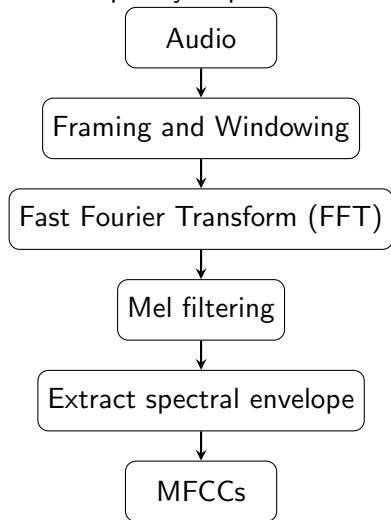 Audio
Framing and Windowing
Fast Fourier Transform (FFT)
Mel filtering
Extract spectral envelope
MFCCs